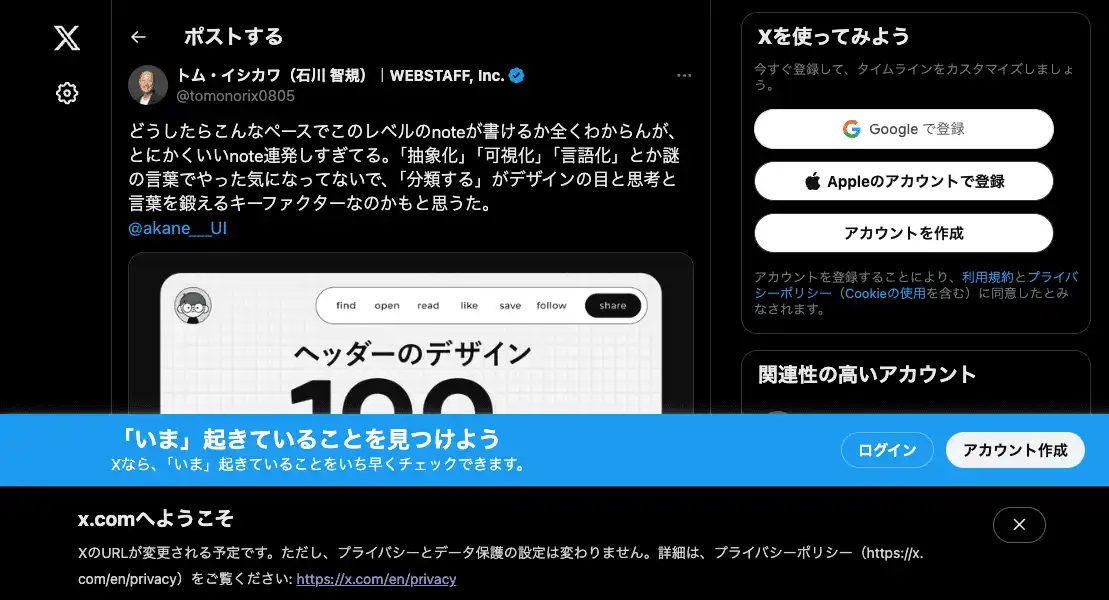 ポストする
トム・イシカワ（石川 智規）｜WEBSTAFF, Inc.
@tomonorix0805
どうしたらこんなペースでこのレベルのnoteが書けるか全くわからんが、
とにかくいいnote連発しすぎてる。「抽象化」「可視化」「言語化」とか謎
の言葉でやった気になってないで、「分類する」がデザインの目と思考と
言葉を鍛えるキーファクターなのかもと思うた。
@akane___UI
find open read like save follow share
ヘッダーのデザイン
100
Xを使ってみよう
今すぐ登録して、タイムラインをカスタマイズしましょ
う。
Google で登録
Appleのアカウントで登録
アカウントを作成
アカウントを登録することにより、利用規約とプライバ
シーポリシー（Cookieの使用を含む）に同意したとみ
なされます。
関連性の高いアカウント
「いま」起きていることを見つけよう
Xなら、「いま」起きていることをいち早くチェックできます。
ログイン
アカウント作成
x.comへようこそ
XのURLが変更される予定です。ただし、プライバシーとデータ保護の設定は変わりません。詳細は、プライバシーポリシー（https://x.
com/en/privacy）をご覧ください: https://x.com/en/privacy